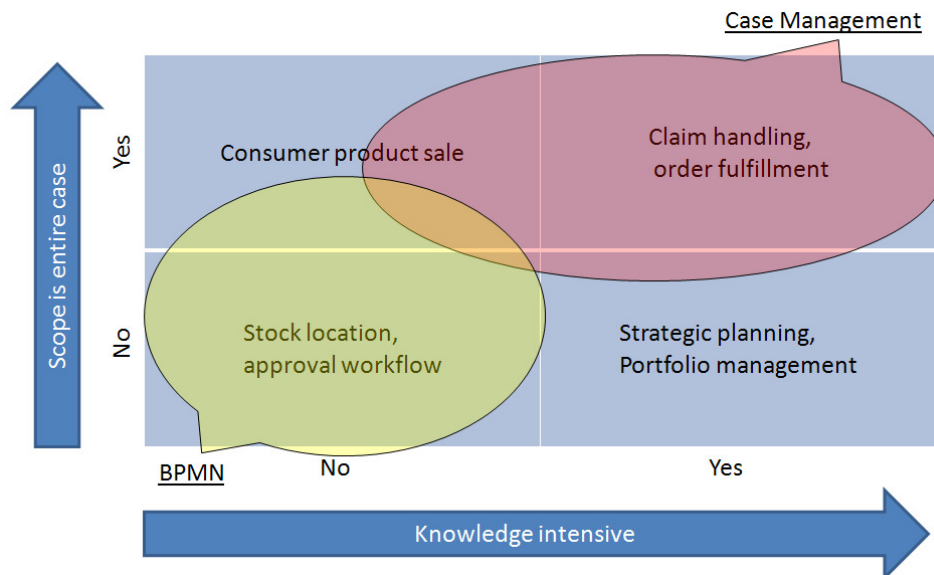 Case Management
Scope is entire case
Yes
Consumer product sale
Claim handling,
order fulfillment
No
Stock location,
approval workflow
Strategic planning,
Portfolio management
BPMN
No
Yes
Knowledge intensive